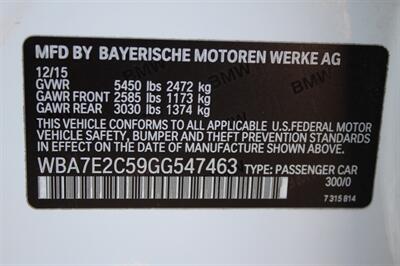 MFD BY BAYERISCHE MOTOREN WERKE AG
12/15
GVWR 5450 lbs 2472 kg
GAWR FRONT 2585 lbs 1173 kg
GAWR REAR 3030 lbs 1374 kg
THIS VEHICLE CONFORMS TO ALL APPLICABLE U.S.FEDERAL MOTOR
VEHICLE SAFETY, BUMPER AND THEFT PREVENTION STANDARDS
IN EFFECT ON THE DATE OF MANUFACTURE SHOWN ABOVE.
WBA7E2C59GG547463 TYPE: PASSENGER CAR
300/0
7 315 814
BMW
BMW
BMW